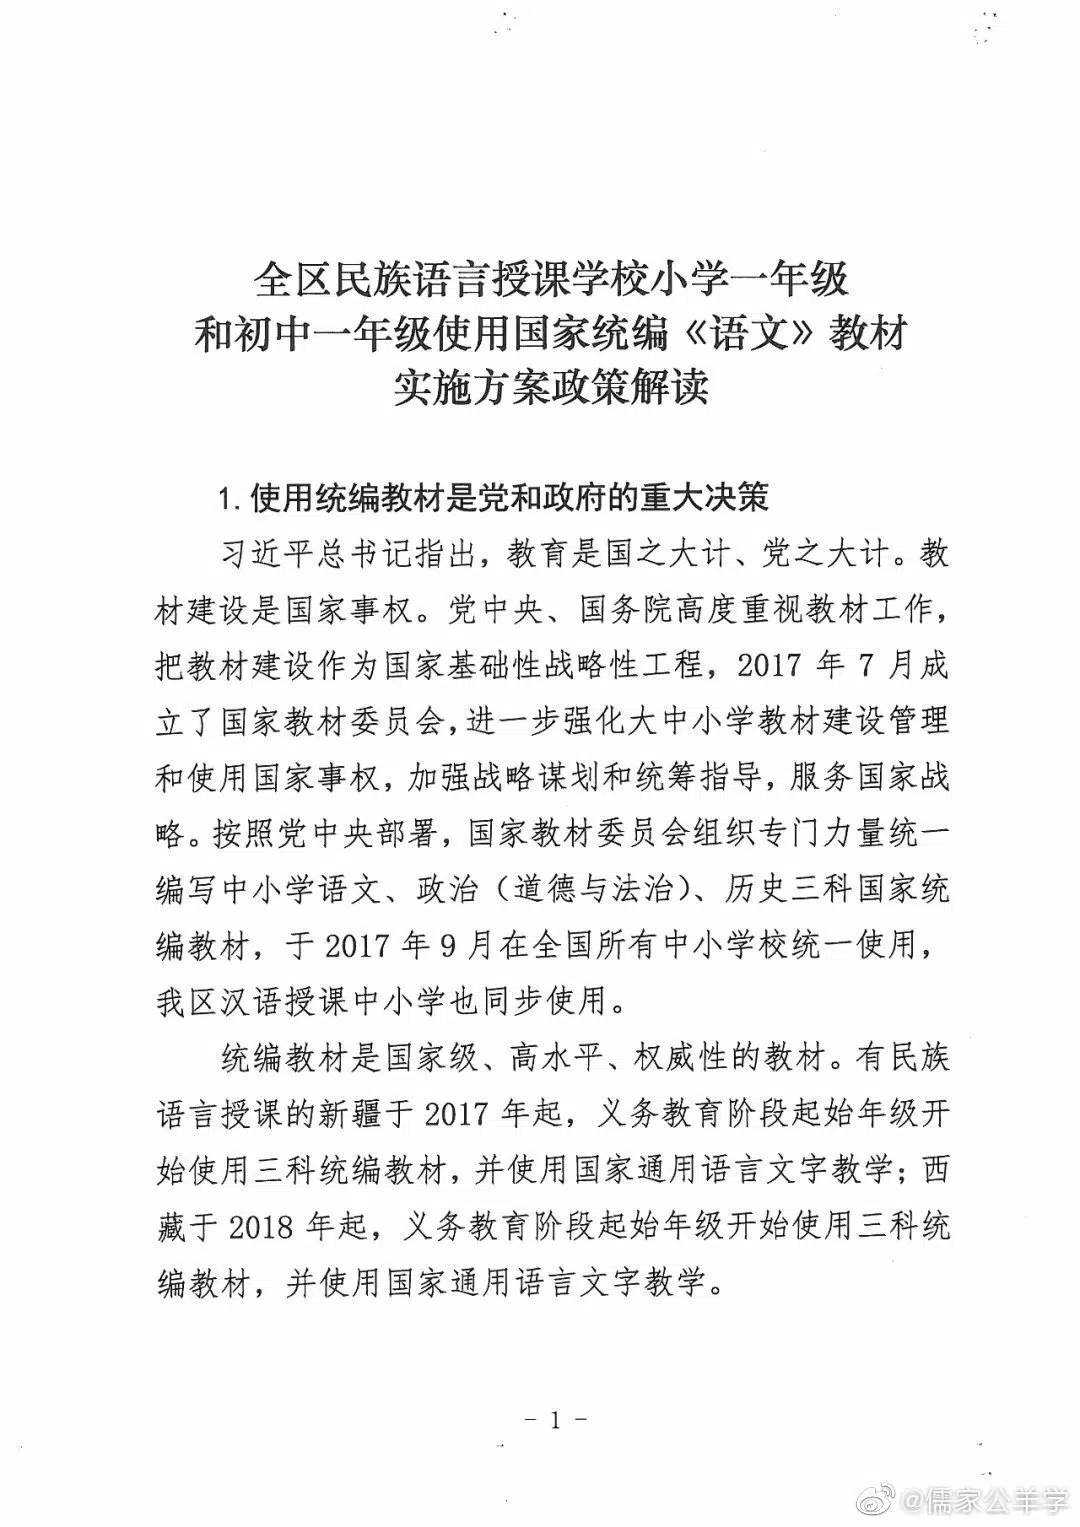 全区民族语言授课学校小学一年级
和初中一年级使用国家统编《语文》教材
实施方案政策解读
1.使用统编教材是党和政府的重大决策
习近平总书记指出，教育是国之大计、党之大计。教
材建设是国家事权。党中央、国务院高度重视教材工作，
把教材建设作为国家基础性战略性工程，2017年7月成
立了国家教材委员会，进一步强化大中小学教材建设管理
和使用国家事权，加强战略谋划和统筹指导，服务国家战
略。按照党中央部署，国家教材委员会组织专门力量统一
编写中小学语文、政治（道德与法治）、历史三科国家统
编教材，于2017年9月在全国所有中小学校统一使用，
我区汉语授课中小学也同步使用。
统编教材是国家级、高水平、权威性的教材。有民族
语言授课的新疆于2017年起，义务教育阶段起始年级开
始使用三科统编教材，并使用国家通用语言文字教学；西
藏于2018年起，义务教育阶段起始年级开始使用三科统
编教材，并使用国家通用语言文字教学。
- 1 -
@儒家公羊学